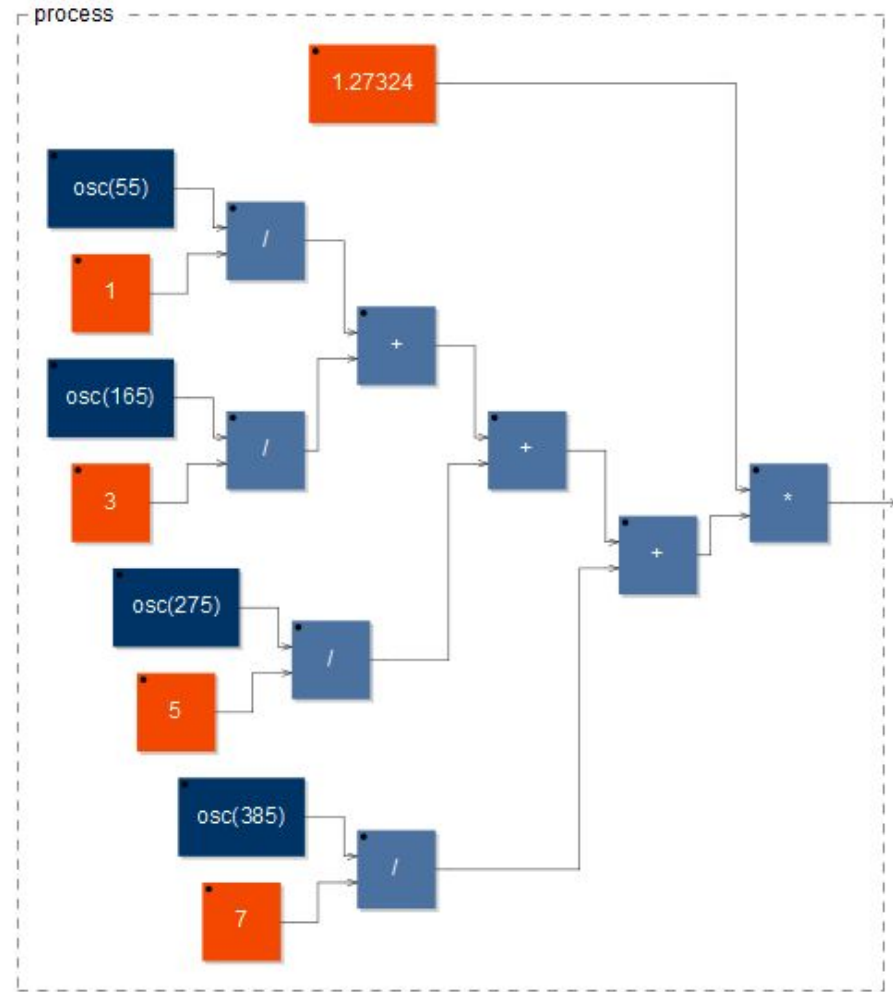 process
1.27324
osc(55)
/
1
+
osc(165)
/
3
+
*
+
osc(275)
/
5
osc(385)
/
7